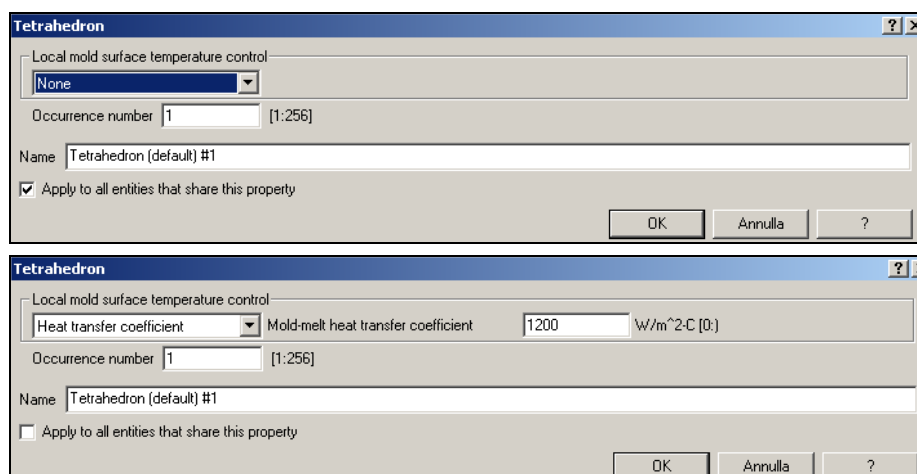 Tetrahedron
Local mold surface temperature control
None
Occurrence number 1 [1:256]
Name Tetrahedron (default) #1
Apply to all entities that share this property
OK Annulla ?
Tetrahedron
Local mold surface temperature control
Heat transfer coefficient Mold-melt heat transfer coefficient 1200 W/m^2-C [0:)
Occurrence number 1 [1:256]
Name Tetrahedron (default) #1
Apply to all entities that share this property
OK Annulla ?